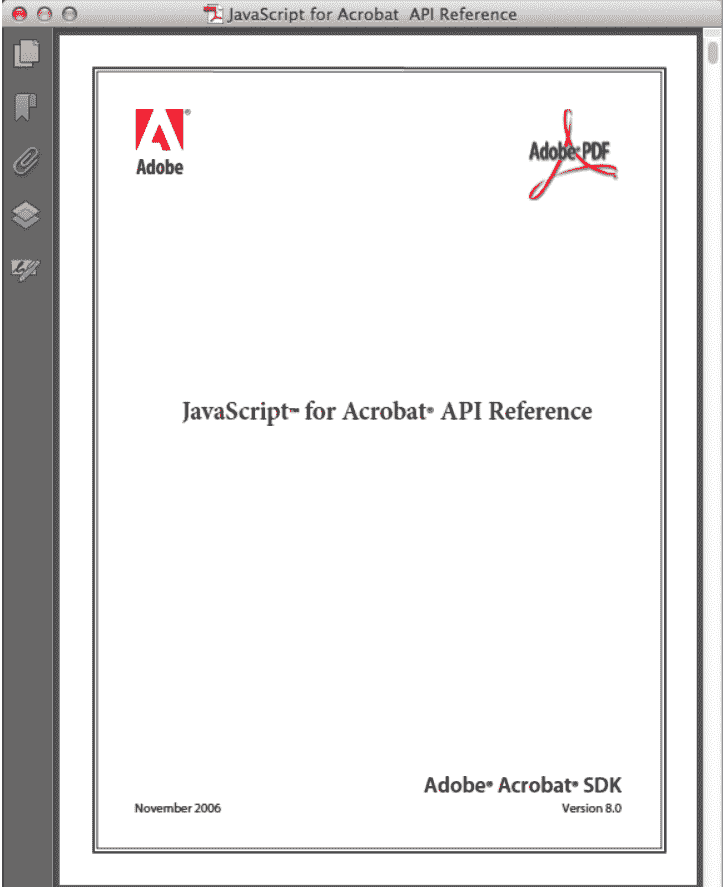 JavaScript for Acrobat API Reference
Adobe®
Adobe® PDF
JavaScript™ for Acrobat® API Reference
Adobe® Acrobat® SDK
November 2006
Version 8.0